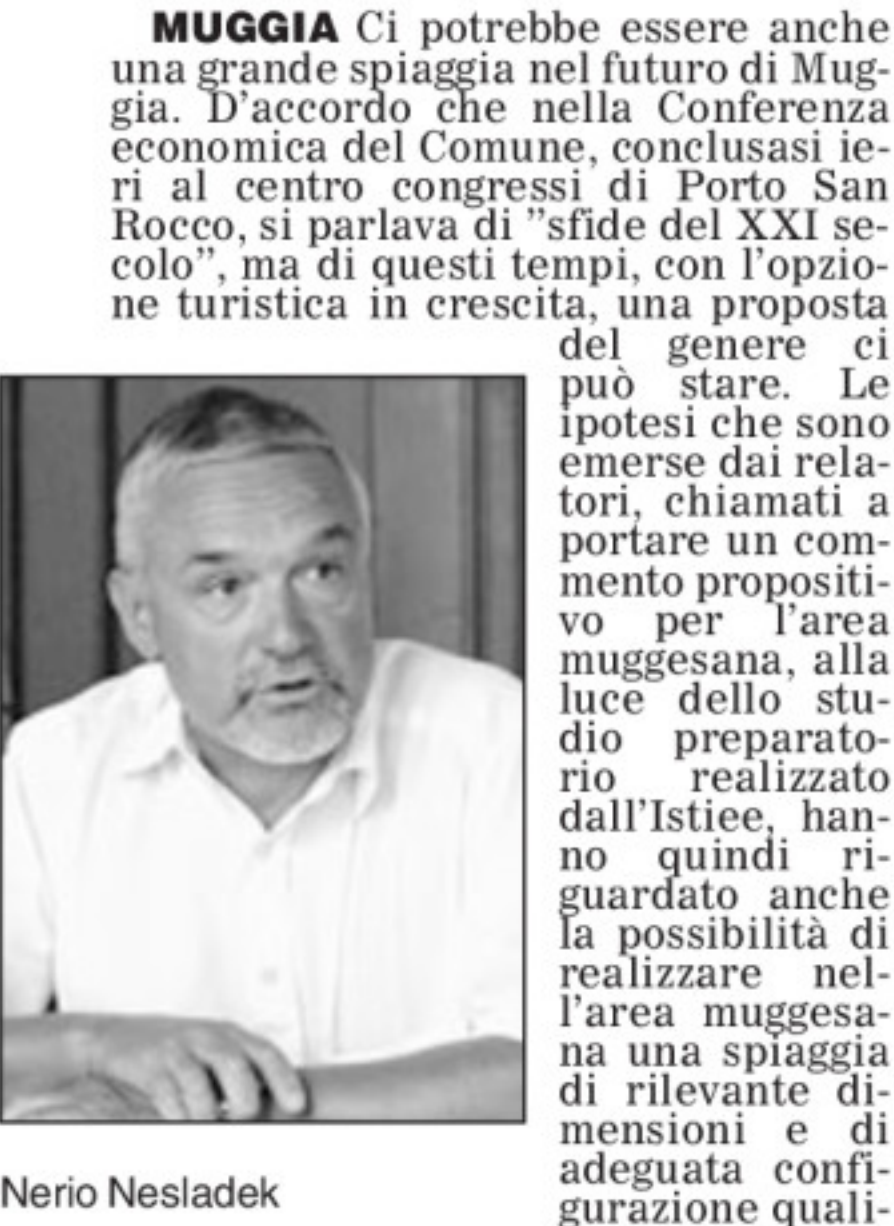 MUGGIA Ci potrebbe essere anche
una grande spiaggia nel futuro di Mug-
gia. D'accordo che nella Conferenza
economica del Comune, conclusasi ie-
ri al centro congressi di Porto San
Rocco, si parlava di ”sfide del XXI se-
colo”, ma di questi tempi, con l'opzio-
ne turistica in crescita, una proposta
del genere ci
può stare. Le
ipotesi che sono
emerse dai rela-
tori, chiamati a
portare un com-
mento propositi-
vo per l'area
muggesana, alla
luce dello stu-
dio preparato-
rio realizzato
dall'Istiee, han-
no quindi ri-
guardato anche
la possibilità di
realizzare nel-
l'area muggesa-
na una spiaggia
di rilevante di-
mensioni e di
adeguata confi-
gurazione quali-
Nerio Nesladek